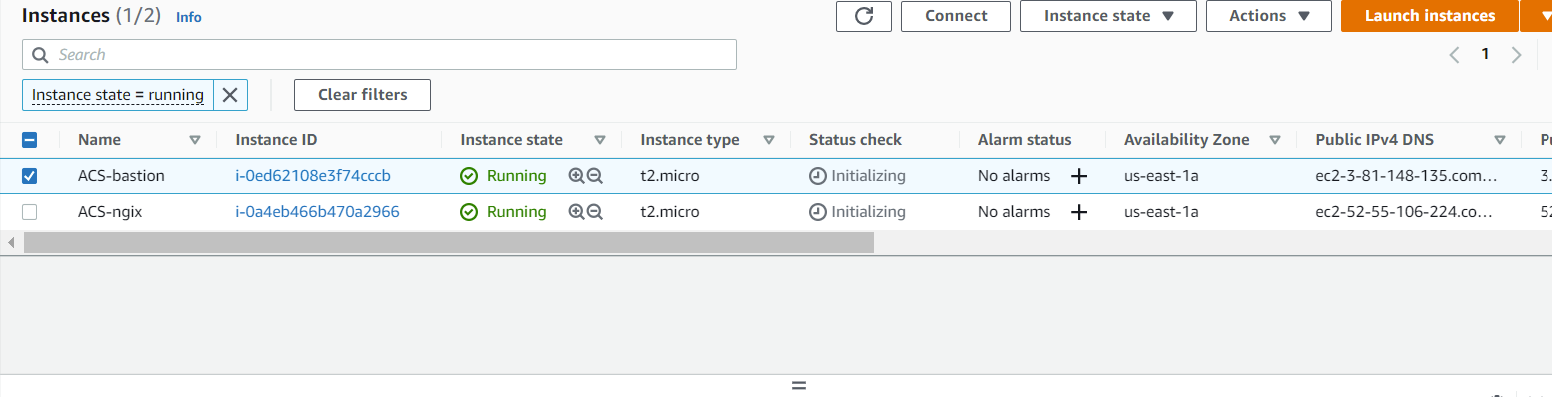 Instances (1/2) Info Connect Instance state Actions Launch instances
Search 1
Instance state = running Clear filters
Name Instance ID Instance state Instance type Status check Alarm status Availability Zone Public IPv4 DNS
ACS-bastion i-0ed62108e3f74cccb Running t2.micro Initializing No alarms + us-east-1a ec2-3-81-148-135.com... 3.
ACS-ngix i-0a4eb466b470a2966 Running t2.micro Initializing No alarms + us-east-1a ec2-52-55-106-224.co... 52